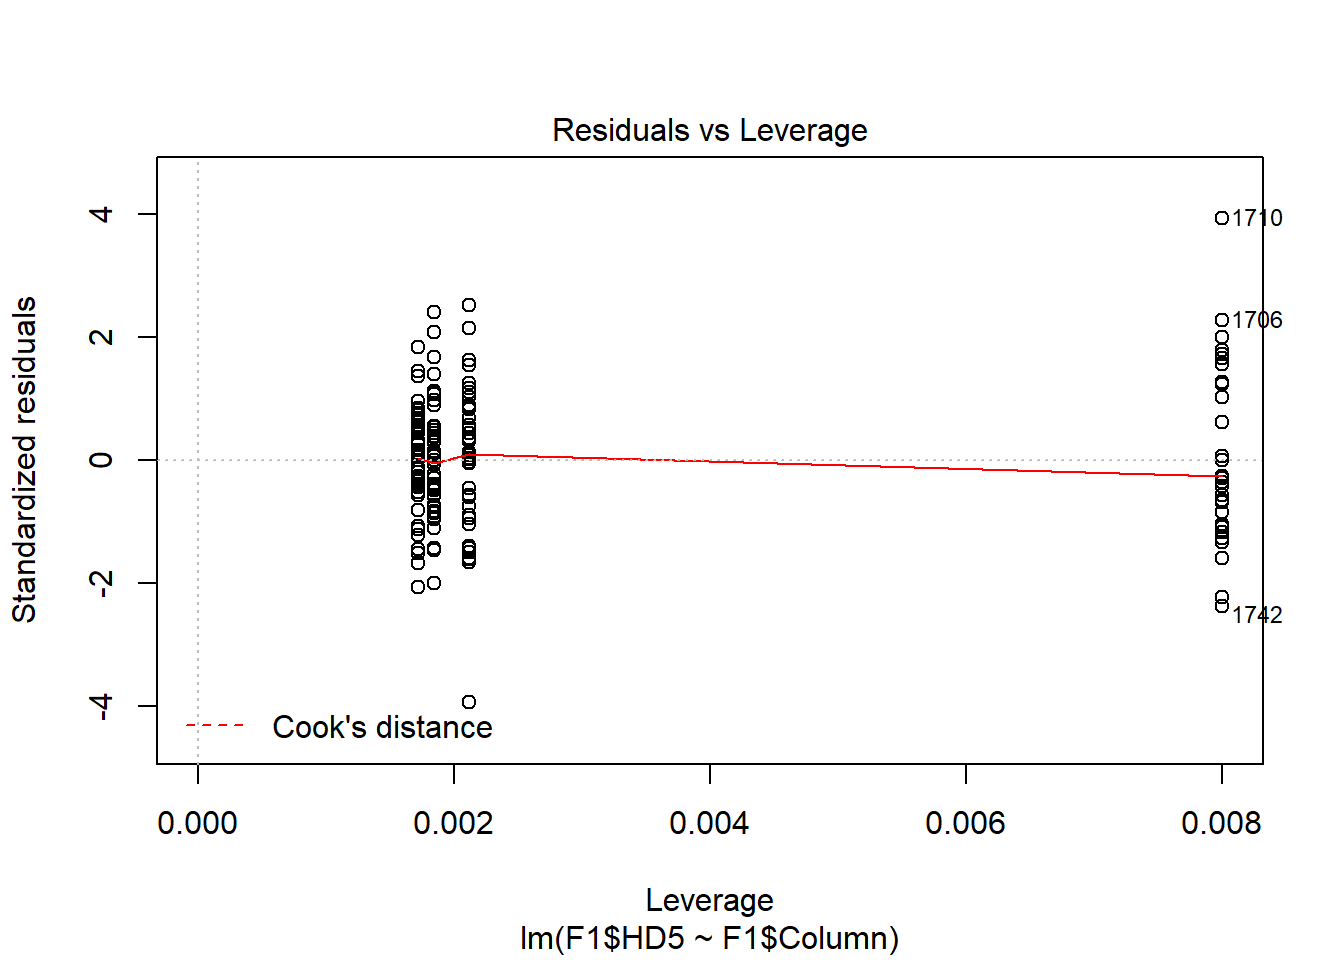 Residuals vs Leverage
Standardized residuals
4
2
0
-2
-4
1710
1706
1742
Cook's distance
0.000 0.002 0.004 0.006 0.008
Leverage
lm(F1$HD5 ~ F1$Column)